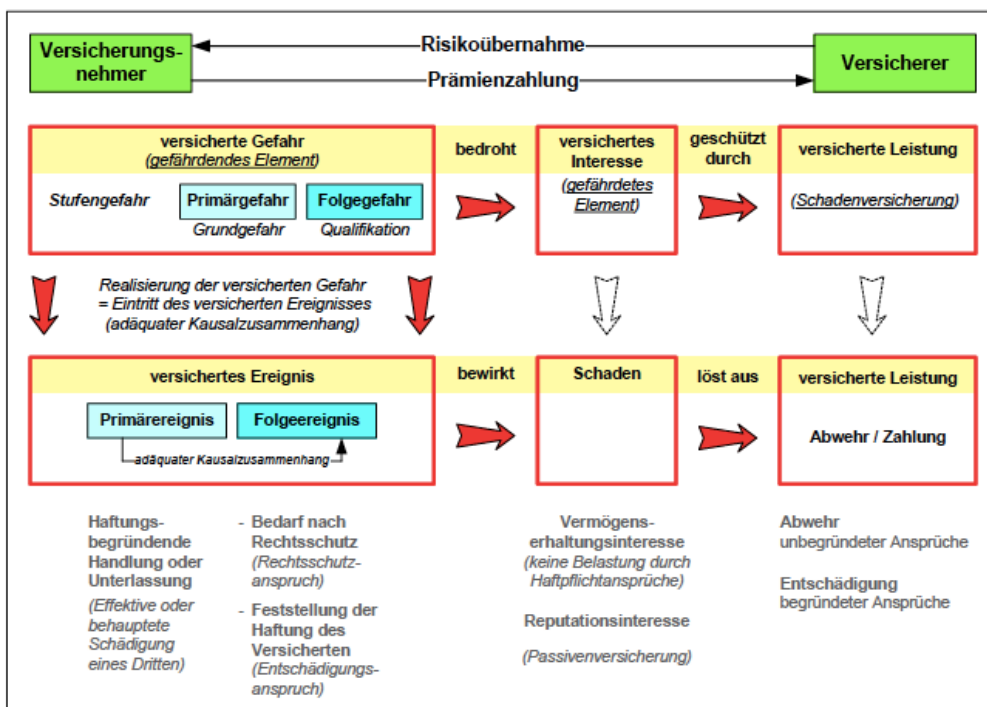 Versicherungs-
nehmer
Risikoübernahme
Prämienzahlung
Versicherer
versicherte Gefahr
(gefährdendes Element)
Stufengefahr
Primärgefahr
Grundgefahr
Folgegefahr
Qualifikation
bedroht
versichertes
Interesse
(gefährdetes
Element)
geschützt
durch
versicherte Leistung
(Schadenversicherung)
Realisierung der versicherten Gefahr
= Eintritt des versicherten Ereignisses
(adäquater Kausalzusammenhang)
versichertes Ereignis
Primärereignis
Folgeereignis
adäquater Kausalzusammenhang
bewirkt
Schaden
löst aus
versicherte Leistung
Abwehr / Zahlung
Haftungs-
begründende
Handlung oder
Unterlassung
(Effektive oder
behauptete
Schädigung
eines Dritten)
- Bedarf nach
Rechtsschutz
(Rechtsschutz-
anspruch)
- Feststellung der
Haftung des
Versicherten
(Entschädigungs-
anspruch)
Vermögens-
erhaltungsinteresse
(keine Belastung durch
Haftpflichtansprüche)
Reputationsinteresse
(Passivenversicherung)
Abwehr
unbegründeter Ansprüche
Entschädigung
begründeter Ansprüche